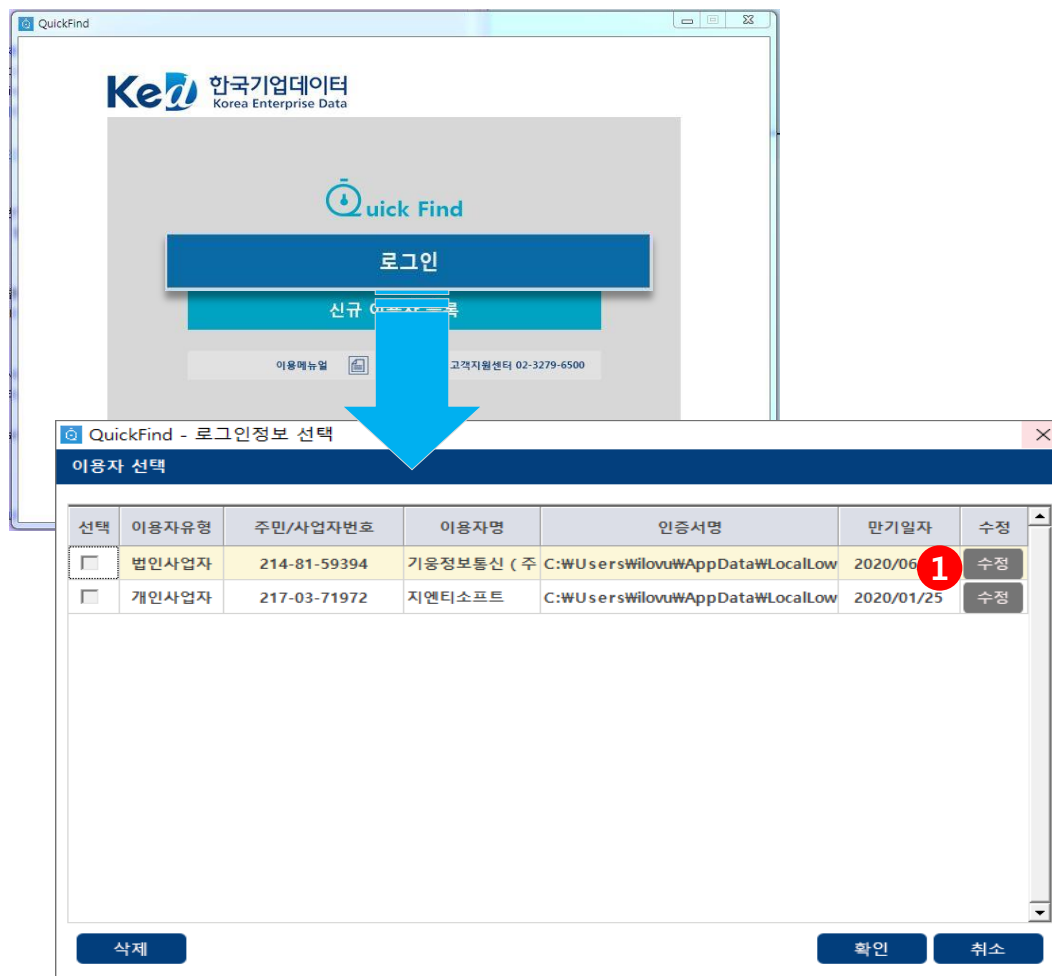 QuickFind
Ked 한국기업데이터
Korea Enterprise Data
Quick Find
로그인
신규
이용메뉴얼 고객지원센터 02-3279-6500
QuickFind - 로그인정보 선택
이용자 선택
선택 이용자유형 주민/사업자번호 이용자명 인증서명 만기일자 수정
법인사업자 214-81-59394 기웅정보통신 ( 주 C:₩Users₩ilovu₩AppData₩LocalLow 2020/06 1 수정
개인사업자 217-03-71972 지엔티소프트 C:₩Users₩ilovu₩AppData₩LocalLow 2020/01/25 수정
삭제 확인 취소